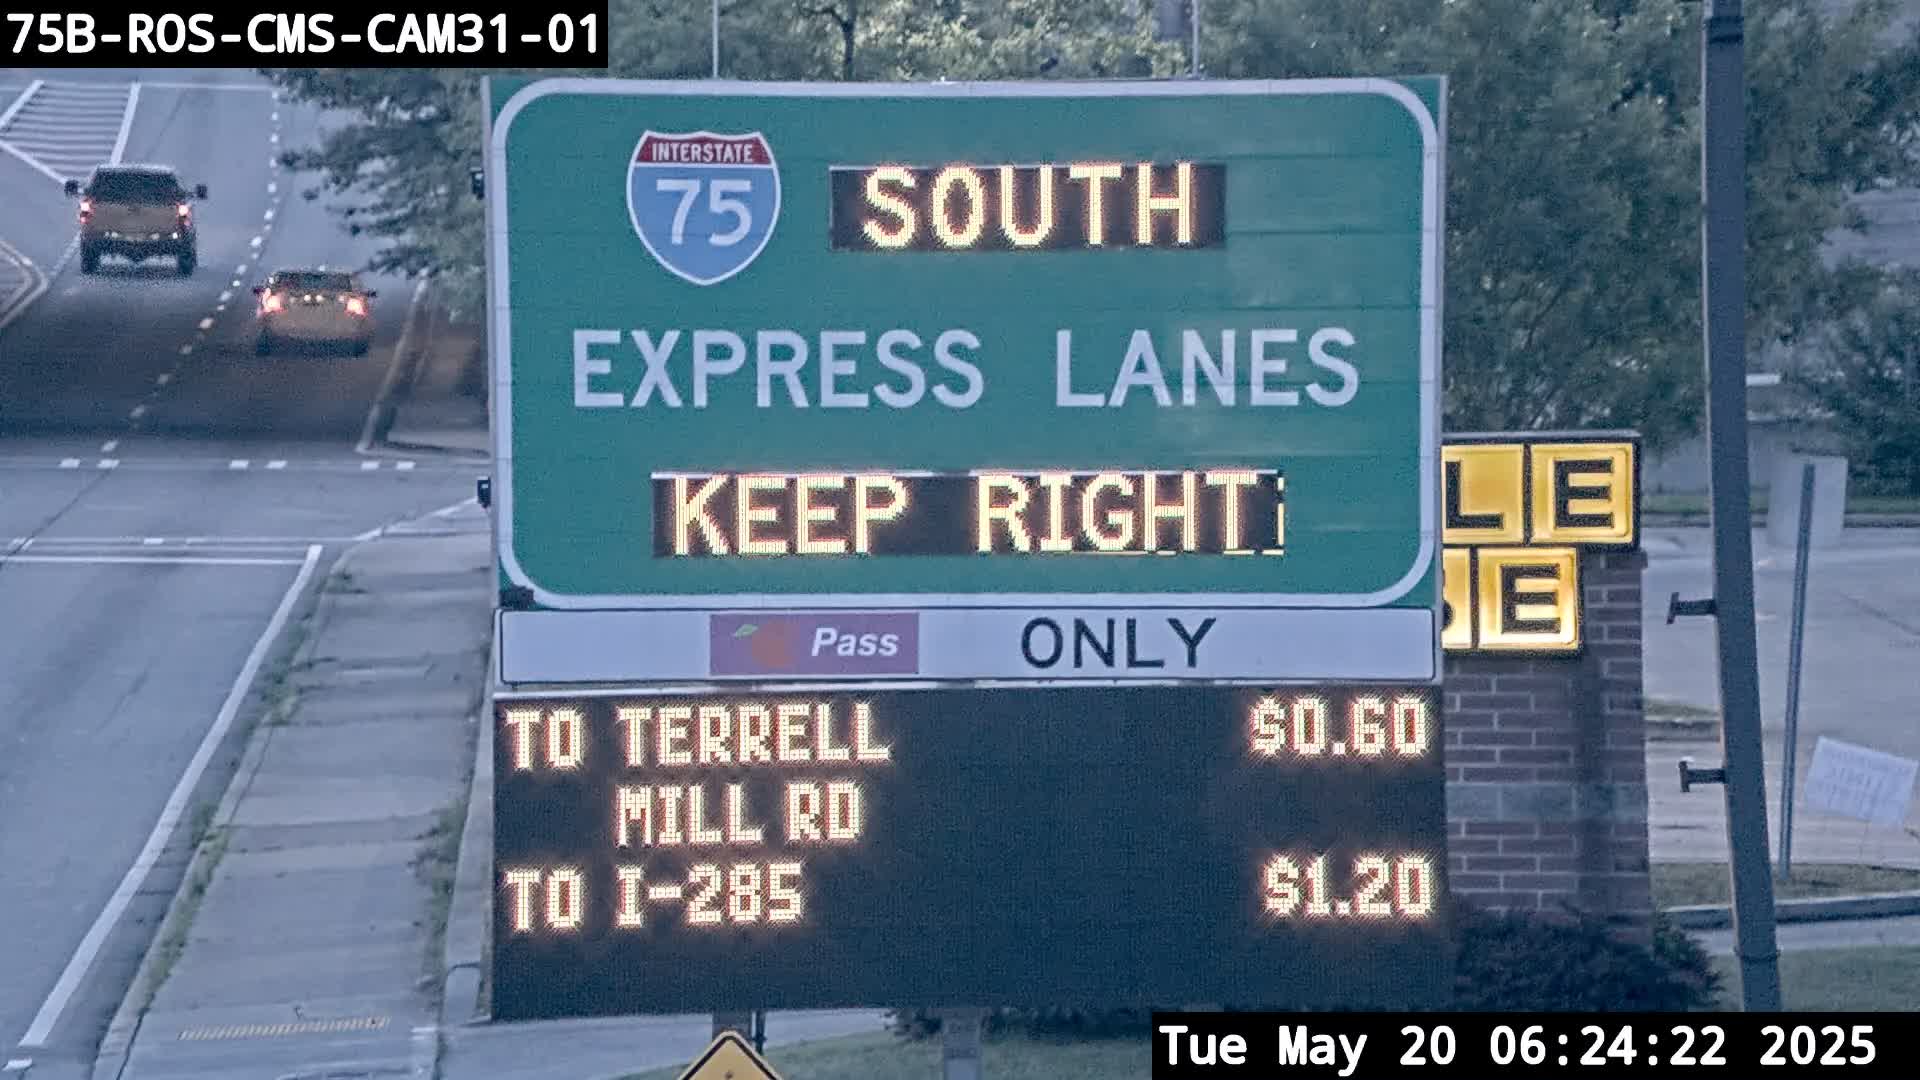 75B-ROS-CMS-CAM31-01
INTERSTATE
75
SOUTH
EXPRESS LANES
KEEP RIGHT
Pass ONLY
TO TERRELL $0.60
MILL RD
TO I-285 $1.20
LE
E
Tue May 20 06:24:22 2025